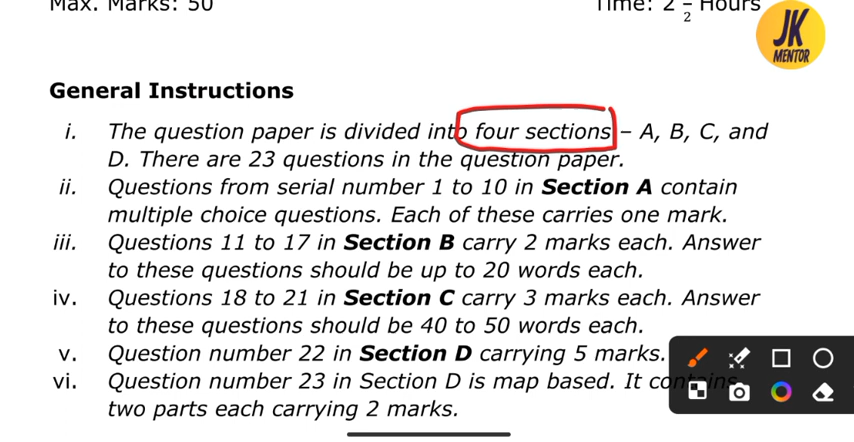 Max. Marks: 50 Time: 2 – Hours
2
JK
MENTOR
General Instructions
i. The question paper is divided into four sections – A, B, C, and
D. There are 23 questions in the question paper.
ii. Questions from serial number 1 to 10 in Section A contain
multiple choice questions. Each of these carries one mark.
iii. Questions 11 to 17 in Section B carry 2 marks each. Answer
to these questions should be up to 20 words each.
iv. Questions 18 to 21 in Section C carry 3 marks each. Answer
to these questions should be 40 to 50 words each.
v. Question number 22 in Section D carrying 5 marks.
vi. Question number 23 in Section D is map based. It contains
two parts each carrying 2 marks.